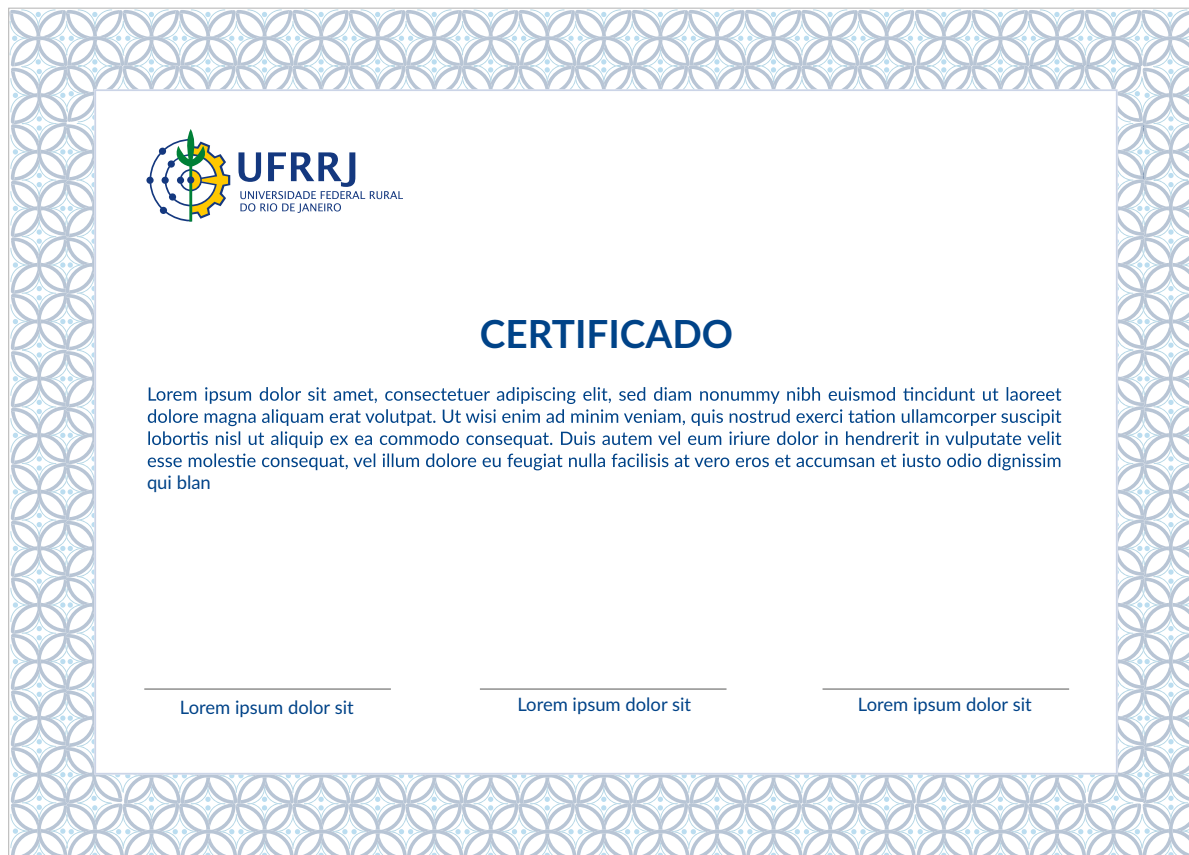 UFRRJ
UNIVERSIDADE FEDERAL RURAL
DO RIO DE JANEIRO
CERTIFICADO
Lorem ipsum dolor sit amet, consectetuer adipiscing elit, sed diam nonummy nibh euismod tincidunt ut laoreet
dolore magna aliquam erat volutpat. Ut wisi enim ad minim veniam, quis nostrud exerci tation ullamcorper suscipit
lobortis nisl ut aliquip ex ea commodo consequat. Duis autem vel eum iriure dolor in hendrerit in vulputate velit
esse molestie consequat, vel illum dolore eu feugiat nulla facilisis at vero eros et accumsan et iusto odio dignissim
qui blan
Lorem ipsum dolor sit
Lorem ipsum dolor sit
Lorem ipsum dolor sit